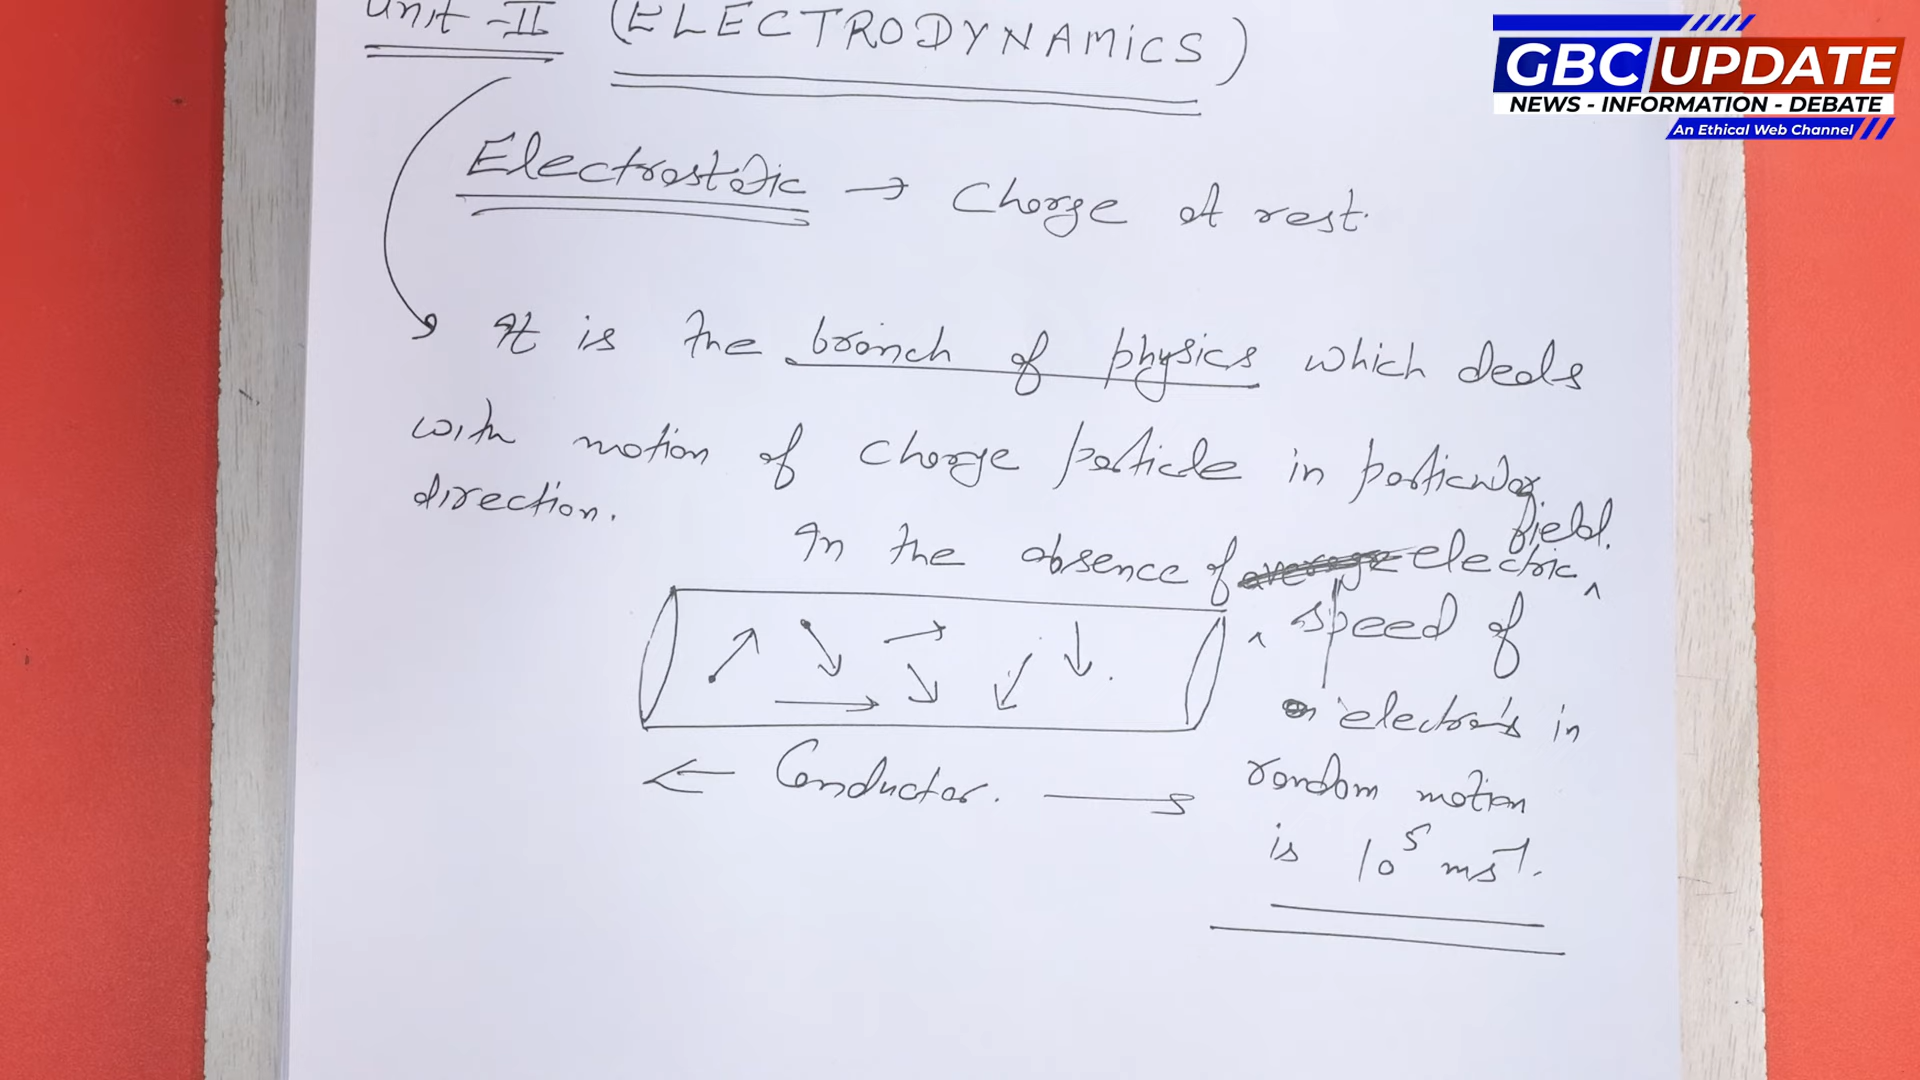 Unit-II (ELECTRODYNAMICS)
GBC UPDATE
NEWS - INFORMATION - DEBATE
An Ethical Web Channel
Electrostatic → Charge at rest.
It is the branch of physics which deals
with motion of charge particle in particular
direction.
In the absence of electric field.
speed of
electrons in
random motion
is 10⁵ ms⁻¹.
← Conductor. →